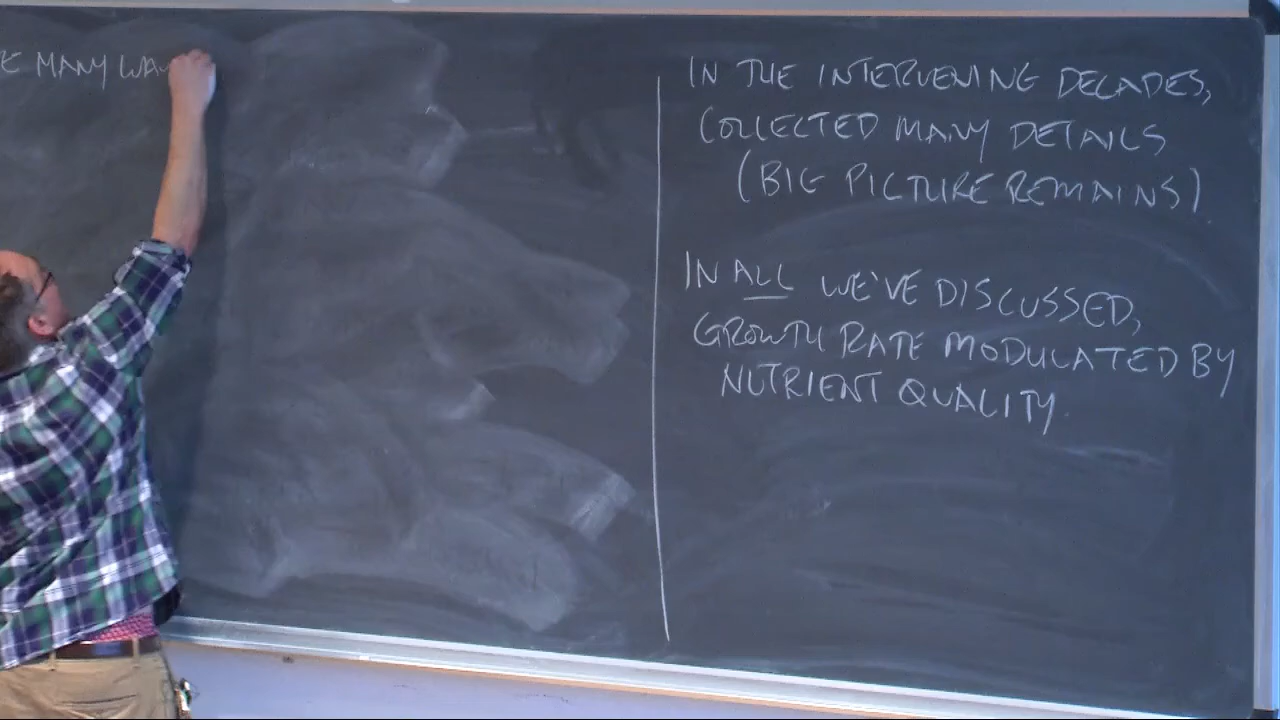 E MANY WAY
IN THE INTERVENING DECADES,
COLLECTED MANY DETAILS
(BIG PICTURE REMAINS).
IN ALL WE'VE DISCUSSED,
GROWTH RATE MODULATED BY
NUTRIENT QUALITY.